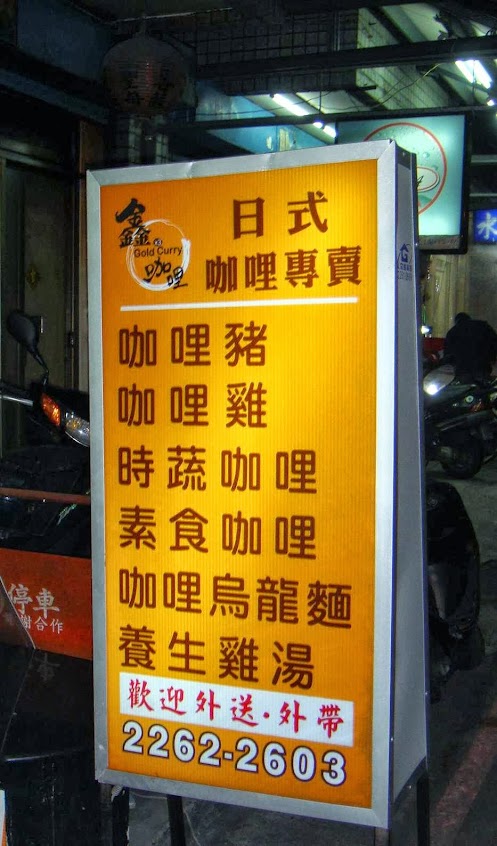 鑫
Gold Curry
咖哩
日式
咖哩專賣
咖哩豬
咖哩雞
時蔬咖哩
素食咖哩
咖哩烏龍麵
養生雞湯
歡迎外送·外帶
2262-2603
停車
謝合作
水